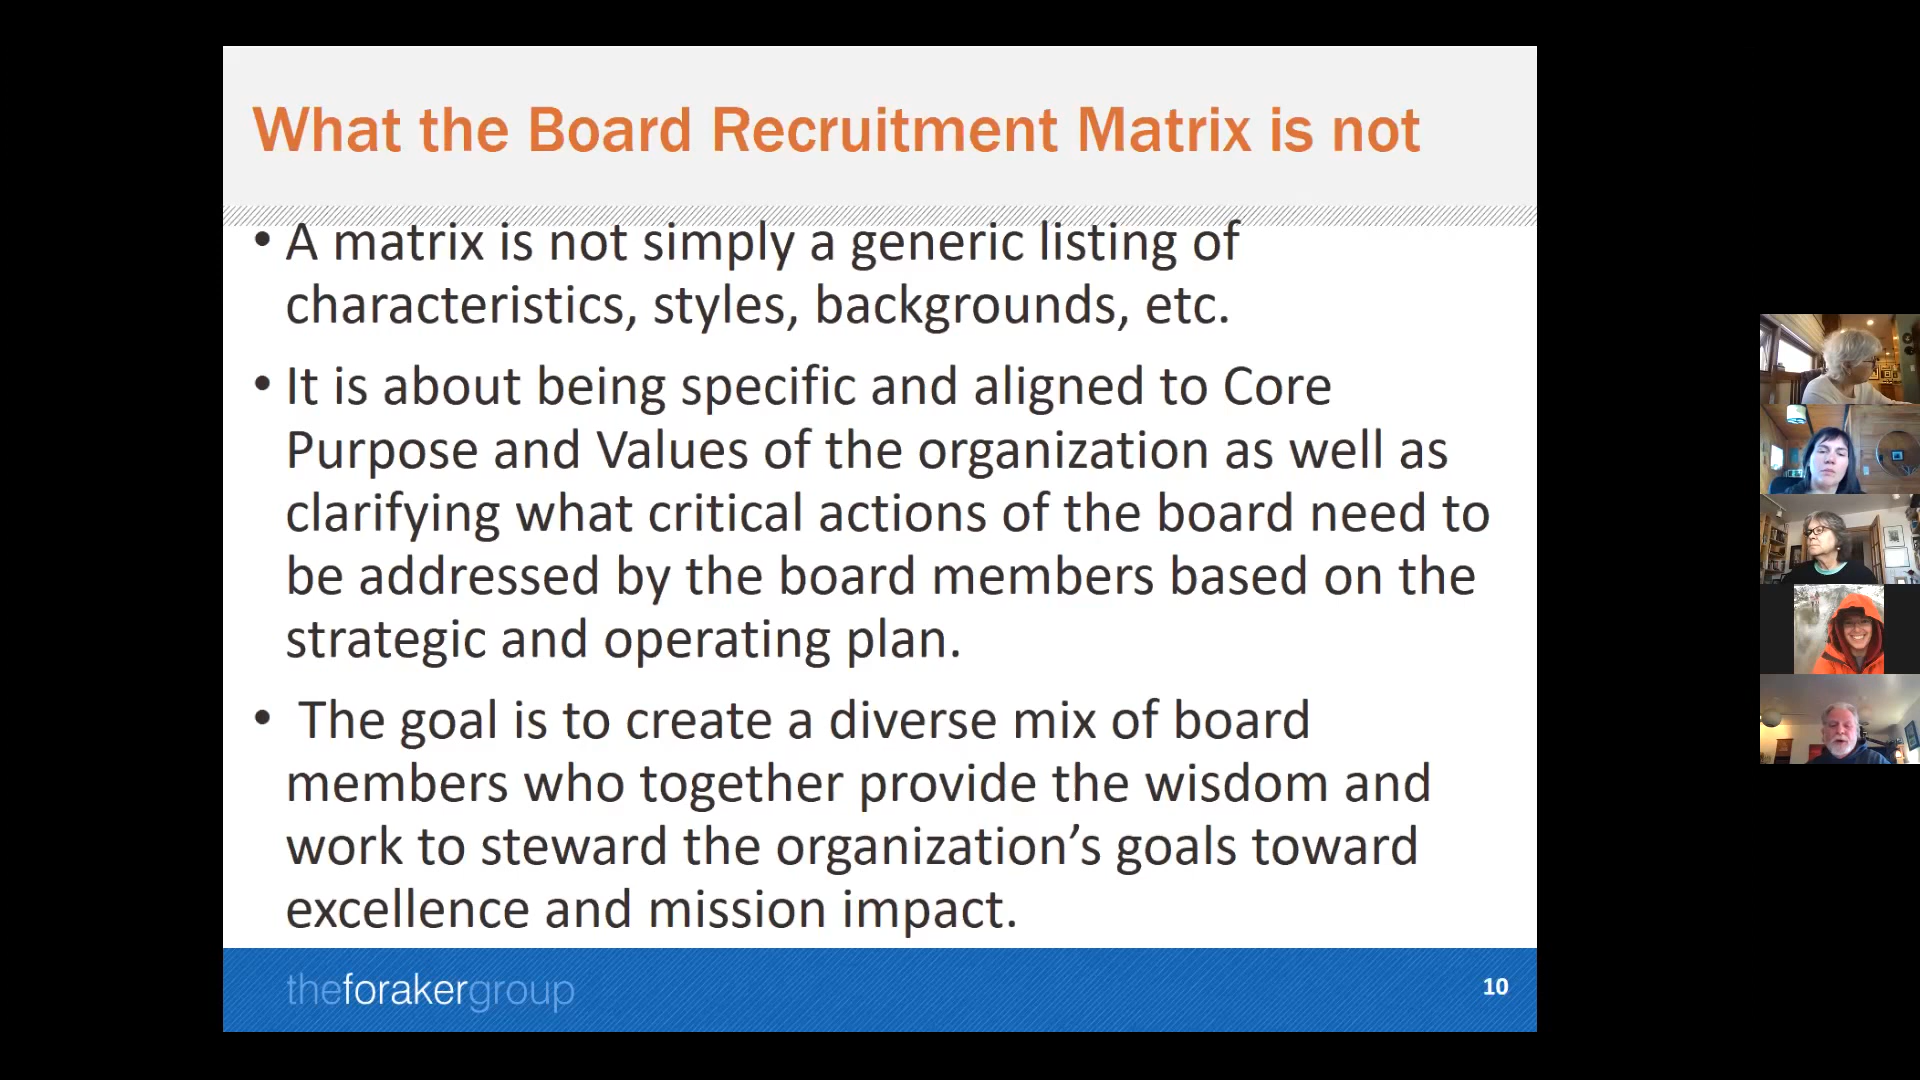 What the Board Recruitment Matrix is not
• A matrix is not simply a generic listing of
characteristics, styles, backgrounds, etc.
• It is about being specific and aligned to Core
Purpose and Values of the organization as well as
clarifying what critical actions of the board need to
be addressed by the board members based on the
strategic and operating plan.
• The goal is to create a diverse mix of board
members who together provide the wisdom and
work to steward the organization’s goals toward
excellence and mission impact.
theforakergroup
10